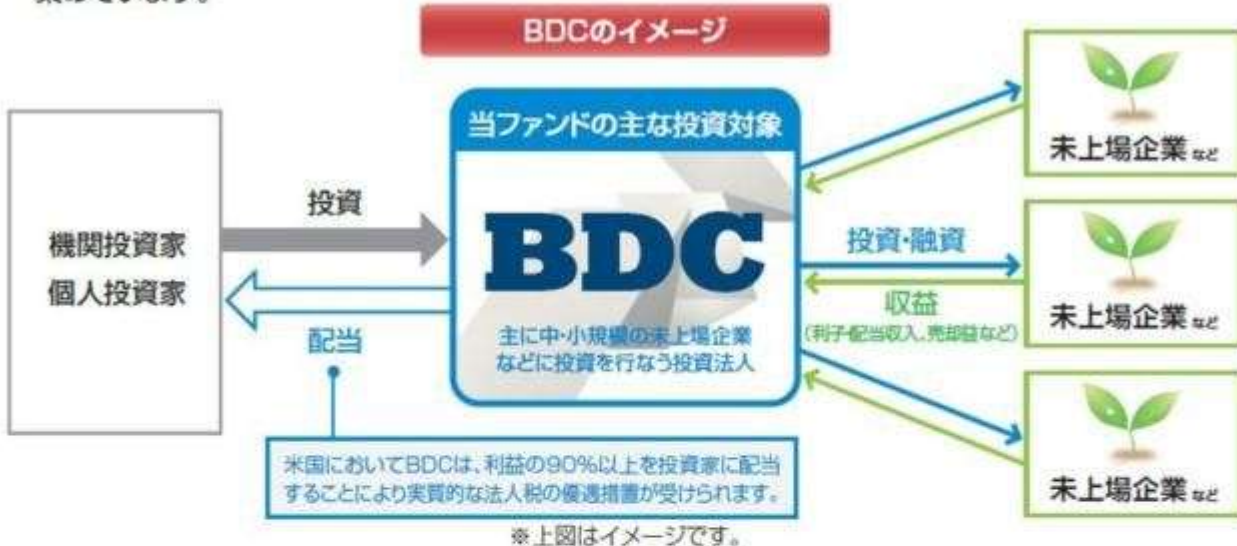 BDCのイメージ
機関投資家
個人投資家
投資
配当
当ファンドの主な投資対象
BDC
主に中・小規模の未上場企業
などに投資を行なう投資法人
投資・融資
収益
(利子・配当収入、売却益など)
未上場企業 など
未上場企業 など
未上場企業 など
米国においてBDCは、利益の90%以上を投資家に配当
することにより実質的な法人税の優遇措置が受けられます。
※上図はイメージです。